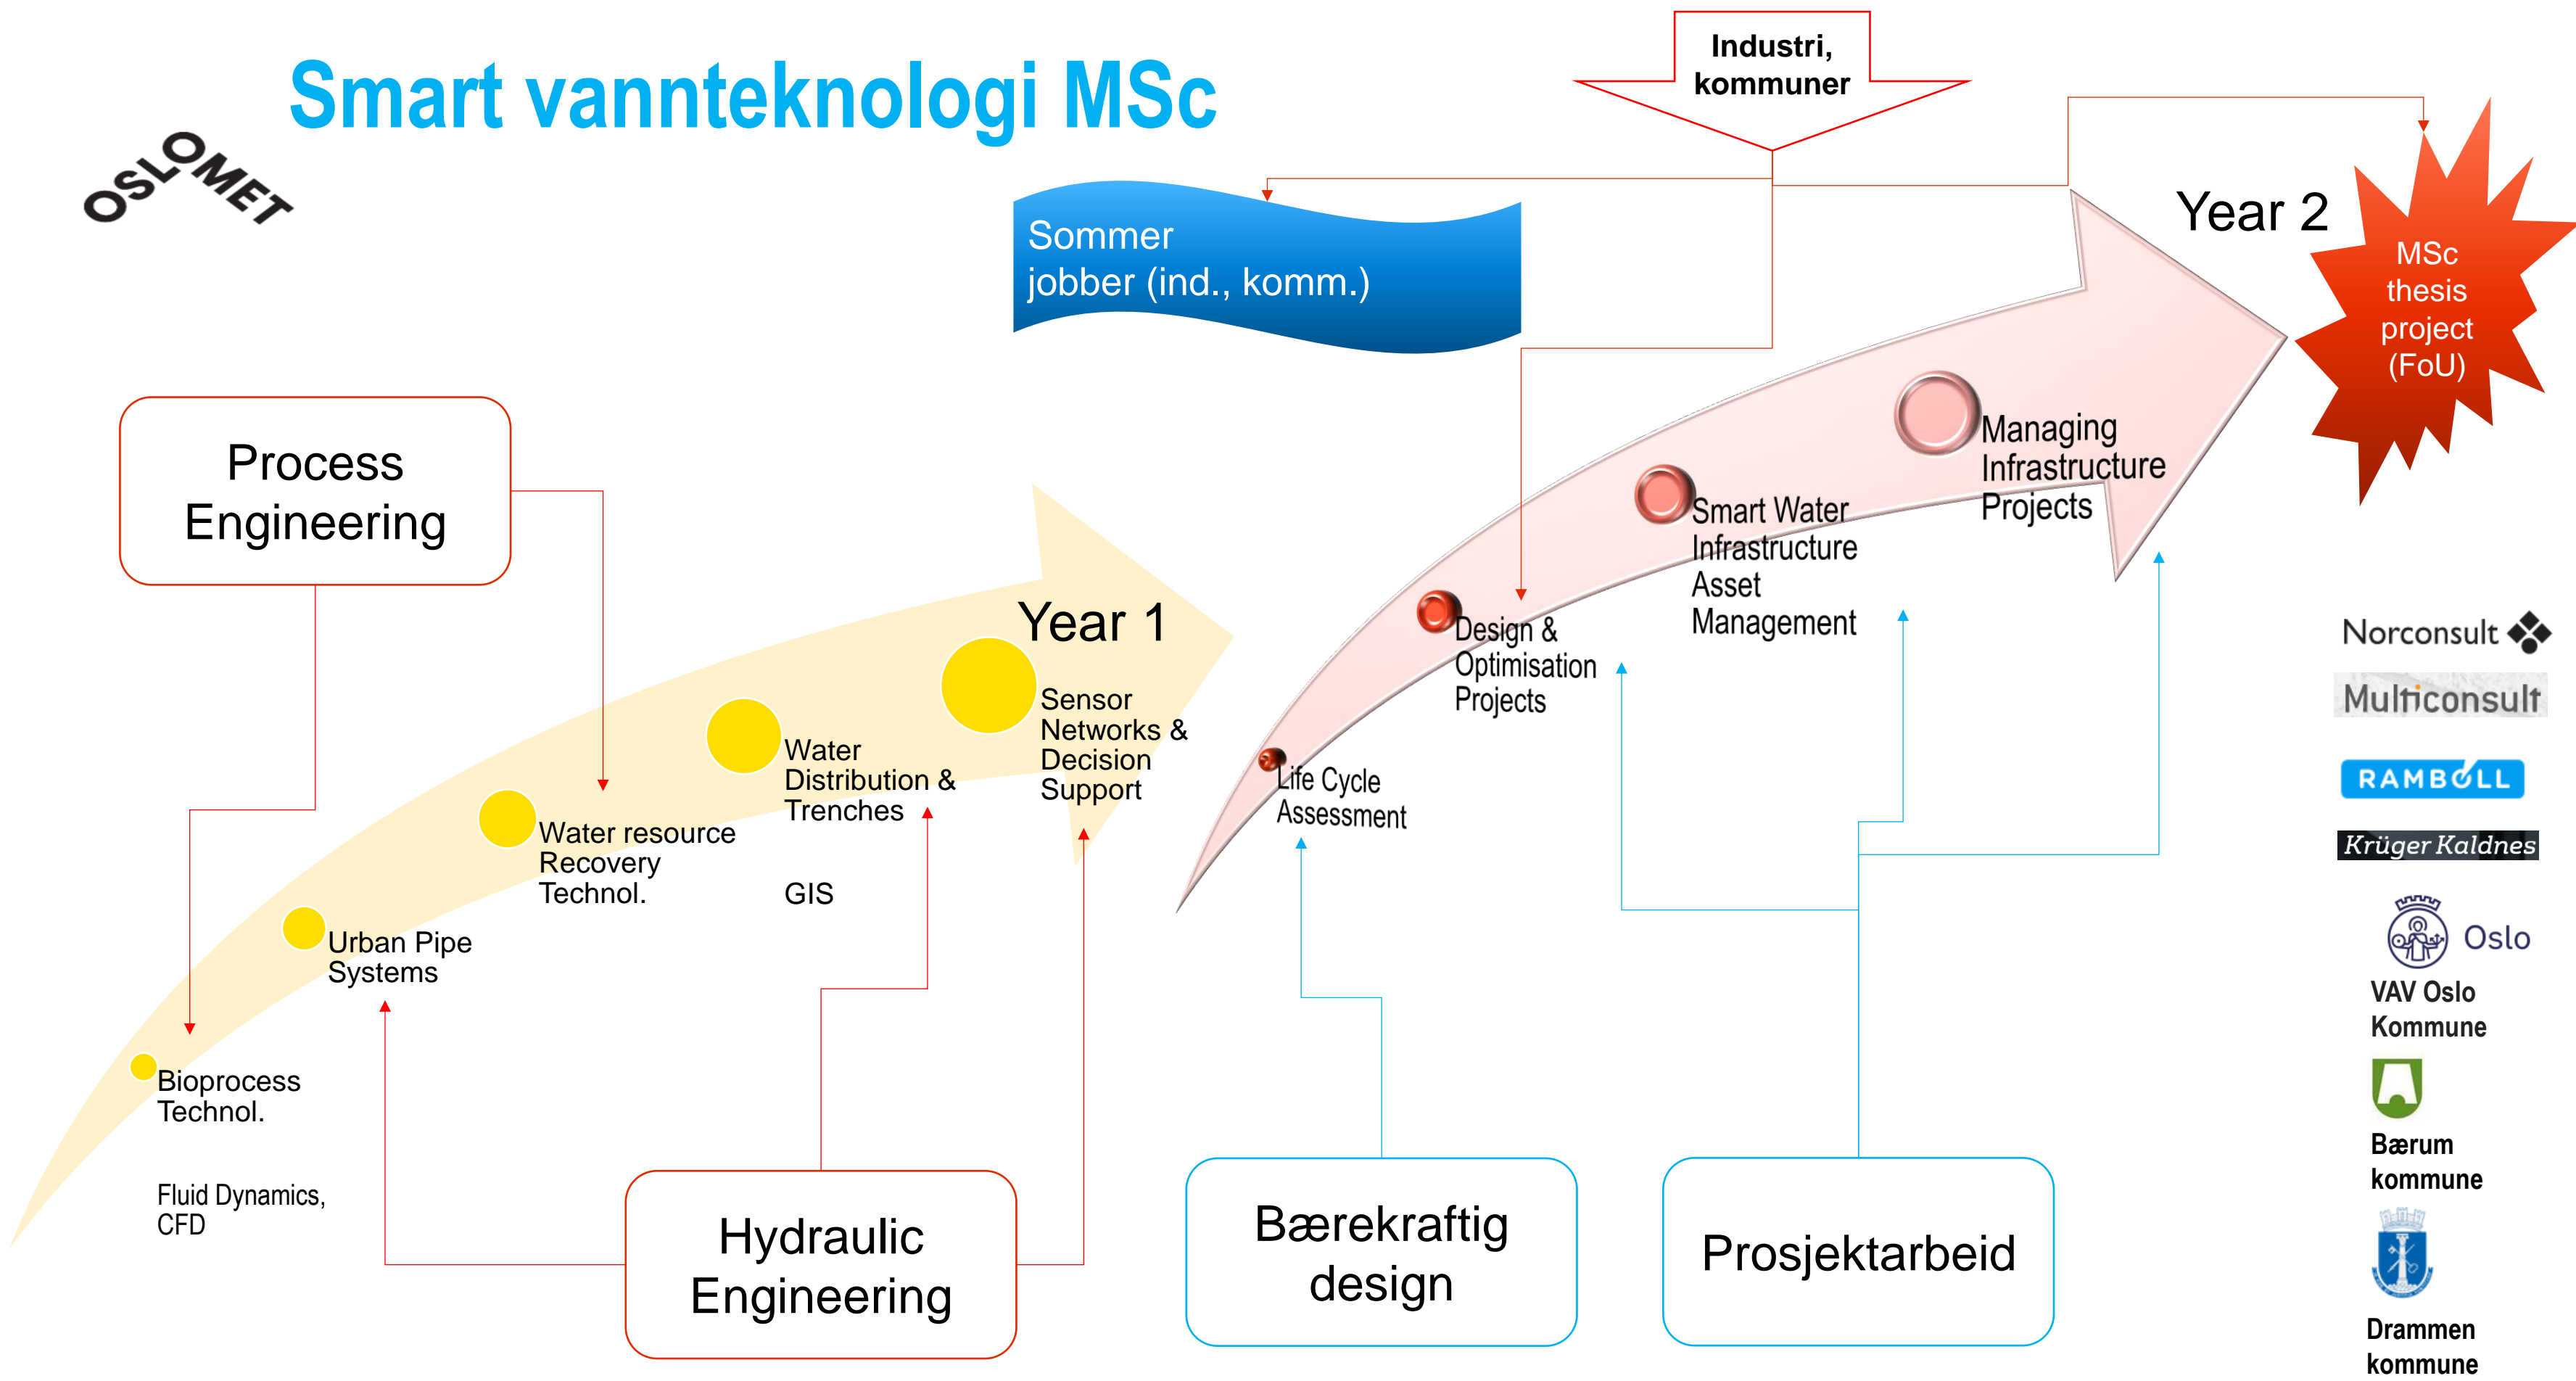 Smart vannteknologi MSc
OSLOMET
Industri,
kommuner
Sommer
jobber (ind., komm.)
Year 2
MSc
thesis
project
(FoU)
Process
Engineering
Managing
Infrastructure
Projects
Smart Water
Infrastructure
Asset
Management
Design &
Optimisation
Projects
Life Cycle
Assessment
Year 1
Sensor
Networks &
Decision
Support
Water
Distribution &
Trenches
GIS
Water resource
Recovery
Technol.
Urban Pipe
Systems
Bioprocess
Technol.
Fluid Dynamics,
CFD
Hydraulic
Engineering
Bærekraftig
design
Prosjektarbeid
Norconsult
Multiconsult
RAMBOLL
Krüger Kaldnes
Oslo
VAV Oslo
Kommune
Bærum
kommune
Drammen
kommune